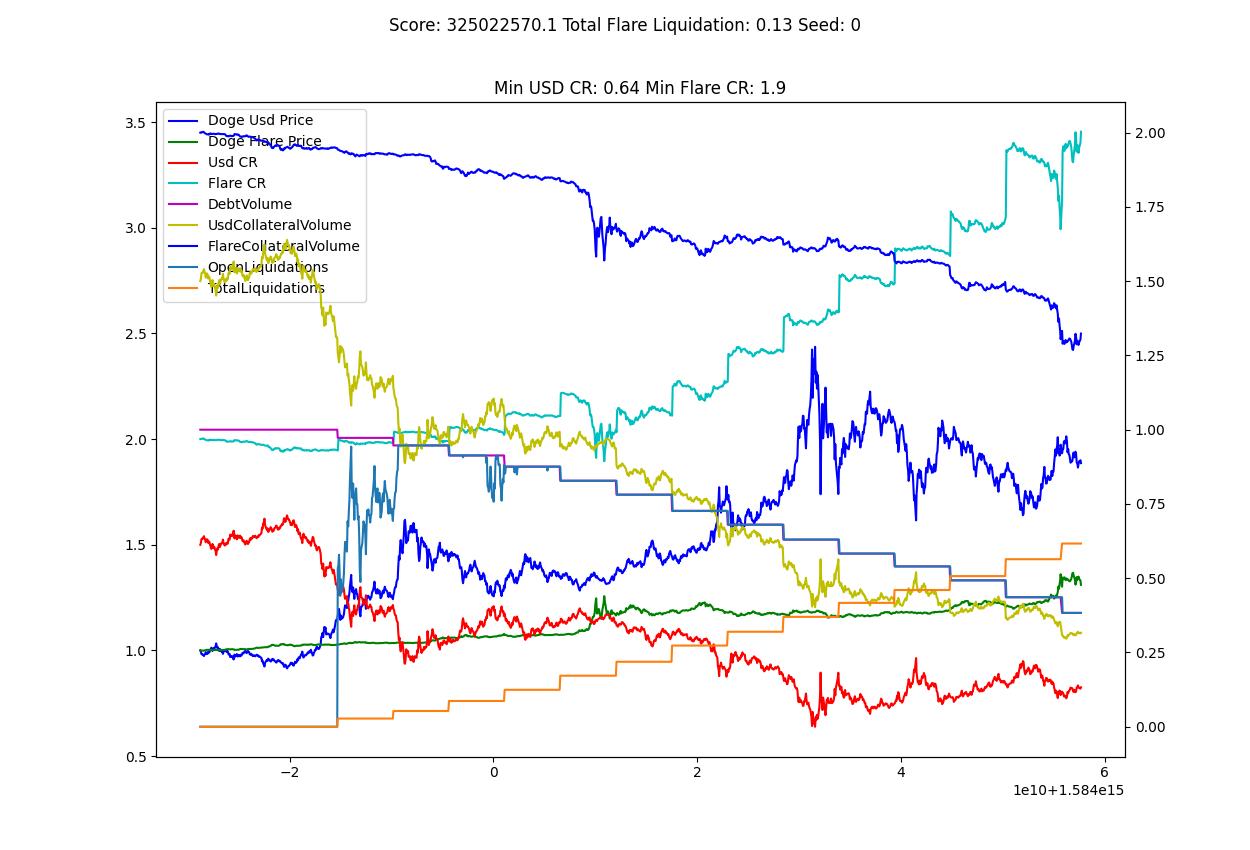 Score: 325022570.1 Total Flare Liquidation: 0.13 Seed: 0
Min USD CR: 0.64 Min Flare CR: 1.9
Doge Usd Price
Doge Flare Price
Usd CR
Flare CR
DebtVolume
UsdCollateralVolume
FlareCollateralVolume
OpenLiquidations
TotalLiquidations
3.5
3.0
2.5
2.0
1.5
1.0
0.5
2.00
1.75
1.50
1.25
1.00
0.75
0.50
0.25
0.00
−2
0
2
4
6
1e10+1.584e15